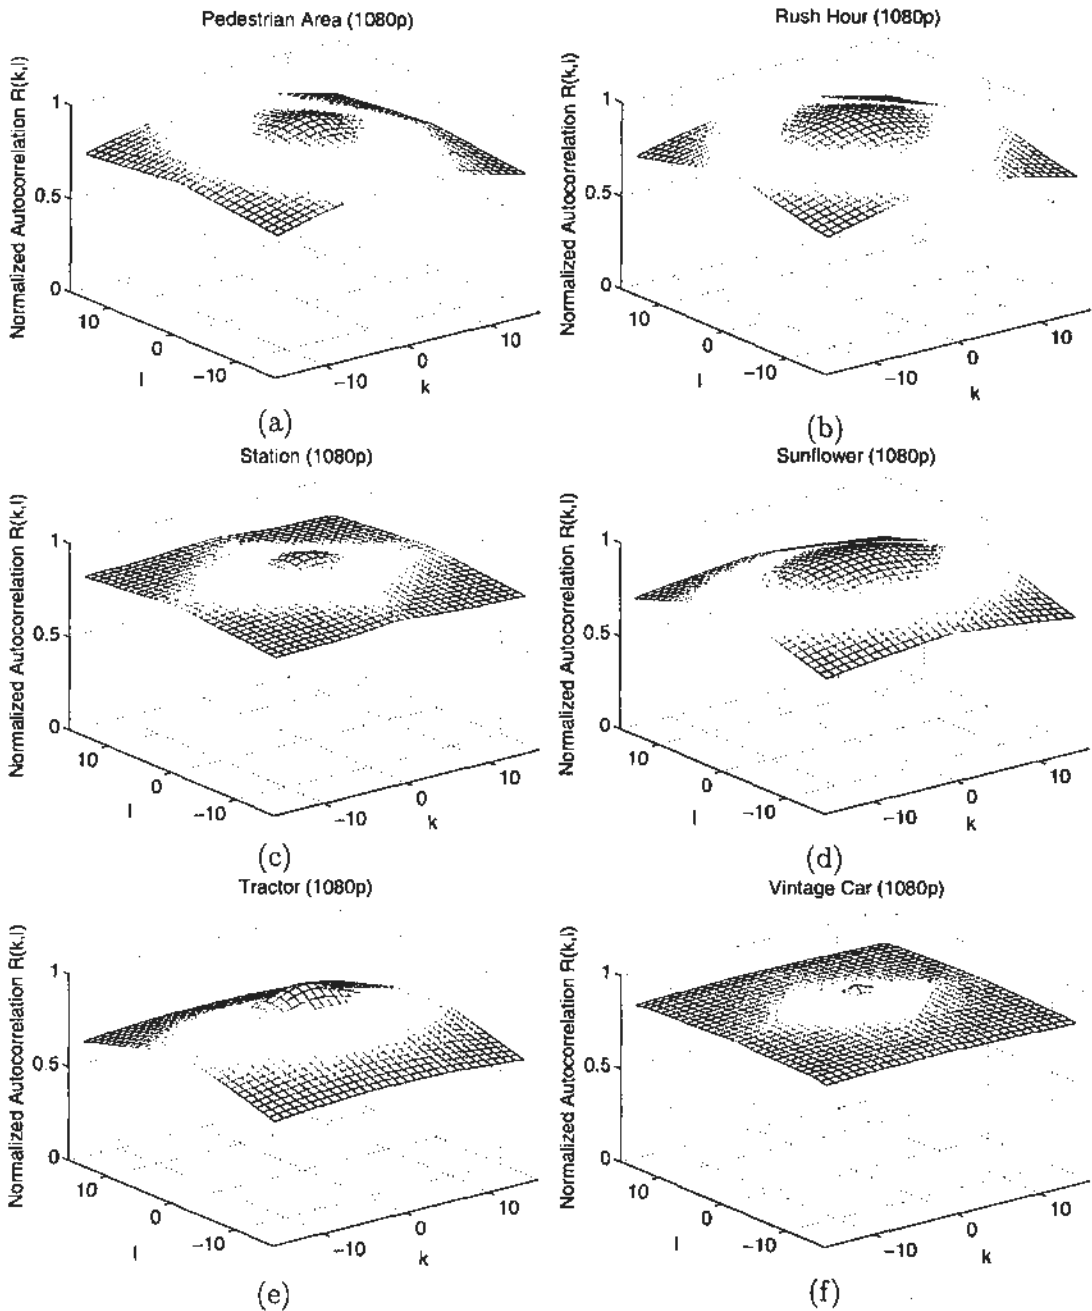 Pedestrian Area (1080p)
Normalized Autocorrelation R(k,l)
1
0.5
0
10
0
-10
l
-10
0
10
k
(a)
Rush Hour (1080p)
Normalized Autocorrelation R(k,l)
1
0.5
0
10
0
-10
l
-10
0
10
k
(b)
Station (1080p)
Normalized Autocorrelation R(k,l)
1
0.5
0
10
0
-10
l
-10
0
10
k
(c)
Sunflower (1080p)
Normalized Autocorrelation R(k,l)
1
0.5
0
10
0
-10
l
-10
0
10
k
(d)
Tractor (1080p)
Normalized Autocorrelation R(k,l)
1
0.5
0
10
0
-10
l
-10
0
10
k
(e)
Vintage Car (1080p)
Normalized Autocorrelation R(k,l)
1
0.5
0
10
0
-10
l
-10
0
10
k
(f)